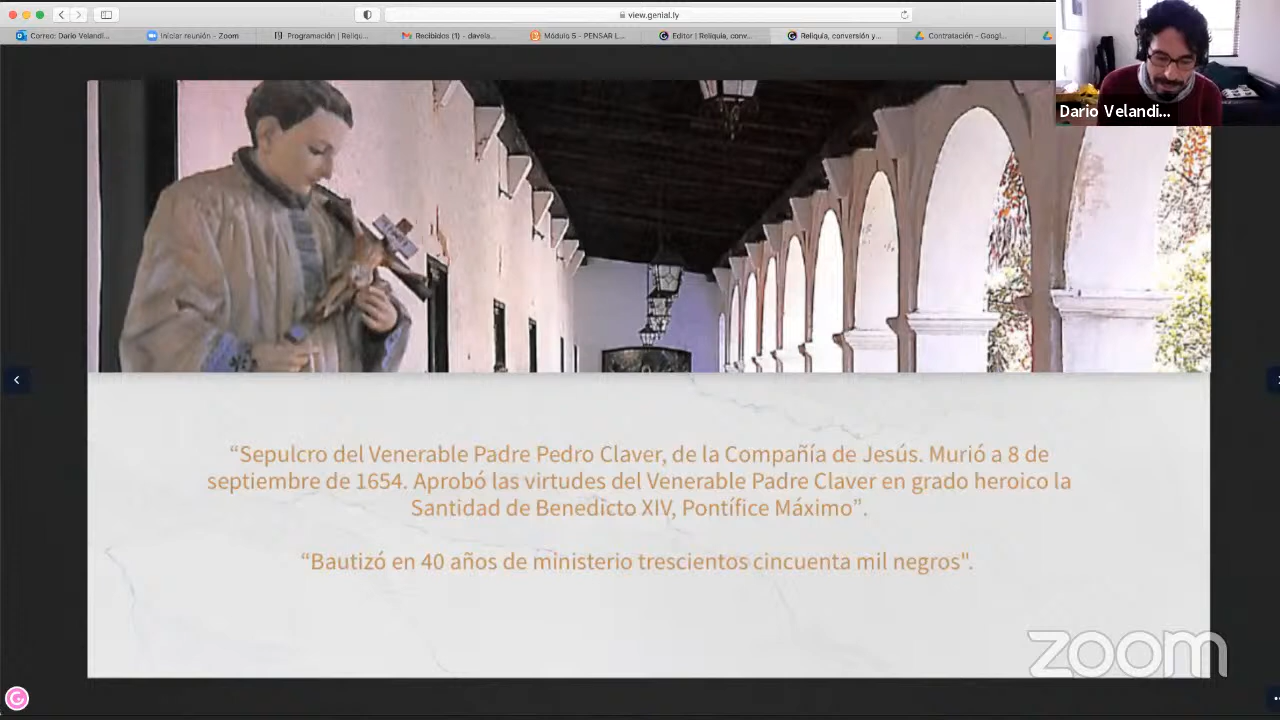 view.genial.ly
Correo: Dario Velandi...
Iniciar reunión - Zoom
Programación | Reliqu...
Recibidos (1) - davela...
Módulo 5 - PENSAR L...
Editor | Reliquia, conv...
Reliquia, conversión y...
Contratación - Googl...
Dario Velandi...
“Sepulcro del Venerable Padre Pedro Claver, de la Compañía de Jesús. Murió a 8 de
septiembre de 1654. Aprobó las virtudes del Venerable Padre Claver en grado heroico la
Santidad de Benedicto XIV, Pontífice Máximo”.
“Bautizó en 40 años de ministerio trescientos cincuenta mil negros".
zoom